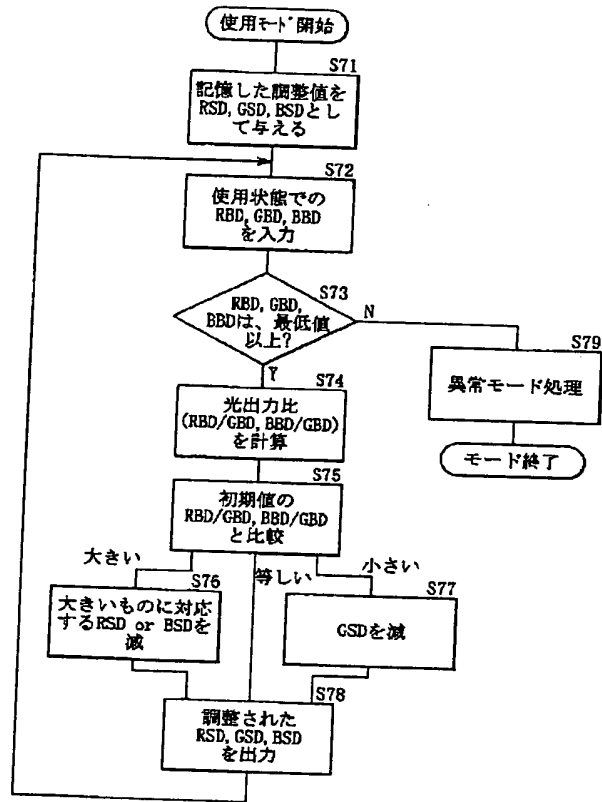 使用モード開始
S71
記憶した調整値を
RSD, GSD, BSDとし
て与える
S72
使用状態での
RBD, GBD, BBD
を入力
S73
RBD, GBD,
BBDは、最低値
以上?
N
Y
S79
異常モード処理
モード終了
S74
光出力比
(RBD/GBD, BBD/GBD)
を計算
S75
初期値の
RBD/GBD, BBD/GBD
と比較
大きい
等しい
小さい
S76
大きいものに対応
するRSD or BSDを
減
S77
GSDを減
S78
調整された
RSD, GSD, BSD
を出力